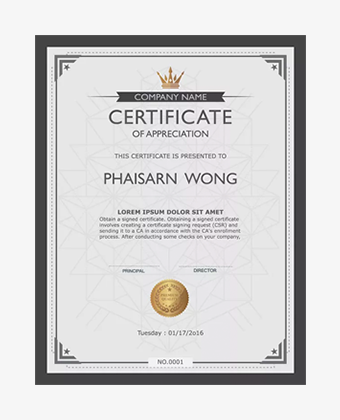 COMPANY NAME
CERTIFICATE
OF APPRECIATION
THIS CERTIFICATE IS PRESENTED TO
PHAISARN WONG
LOREM IPSUM DOLOR SIT AMET
Obtain a signed certificate. Obtaining a signed certificate
involves creating a certificate signing request (CSR) and
sending it to a CA in accordance with the CA's enrollment
process. After conducting some checks on your company,
PRINCIPAL
DIRECTOR
Tuesday : 01/17/2016
NO.0001